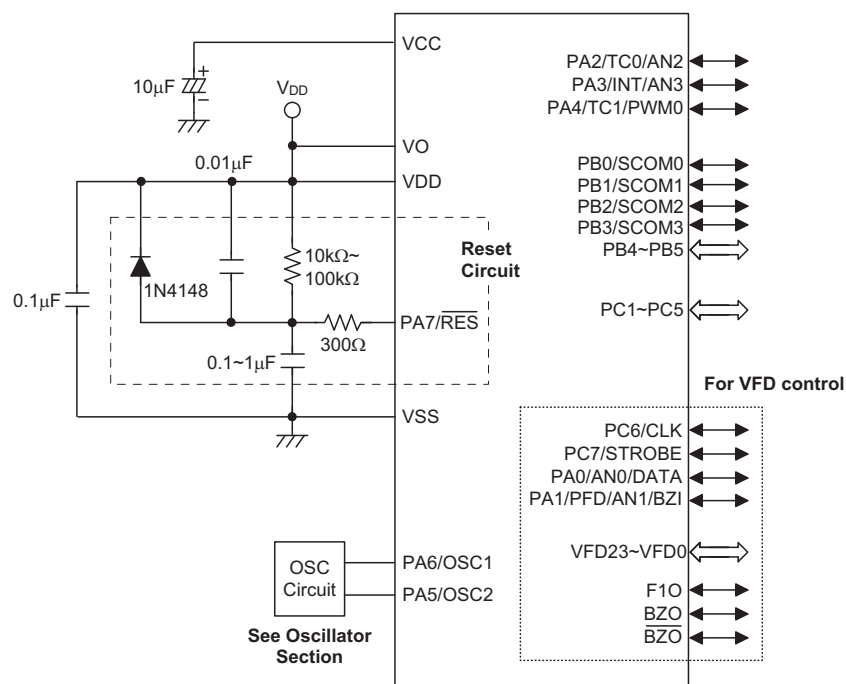 VCC
10µF
+
−
VDD
VO
0.01µF
VDD
Reset
Circuit
10kΩ~
100kΩ
1N4148
0.1µF
PA7/RES
300Ω
0.1~1µF
VSS
OSC
Circuit
PA6/OSC1
PA5/OSC2
See Oscillator
Section
PA2/TC0/AN2
PA3/INT/AN3
PA4/TC1/PWM0
PB0/SCOM0
PB1/SCOM1
PB2/SCOM2
PB3/SCOM3
PB4~PB5
PC1~PC5
For VFD control
PC6/CLK
PC7/STROBE
PA0/AN0/DATA
PA1/PFD/AN1/BZI
VFD23~VFD0
F1O
BZO
BZO